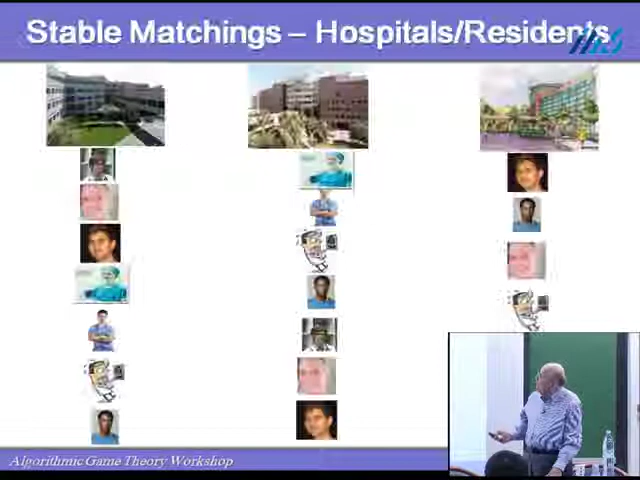 Stable Matchings – Hospitals/Residents
Algorithmic Game Theory Workshop